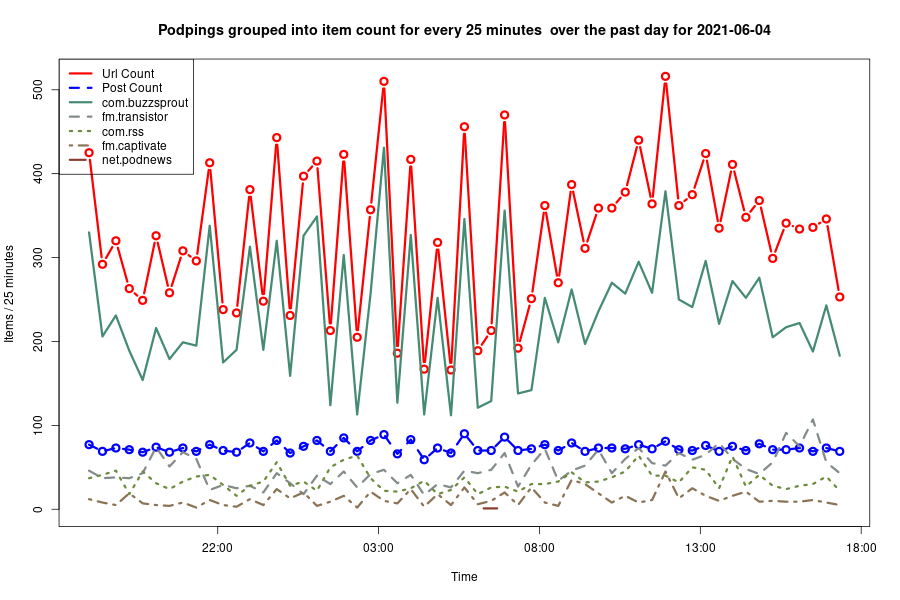 Podpings grouped into item count for every 25 minutes  over the past day for 2021-06-04
Url Count
Post Count
com.buzzsprout
fm.transistor
com.rss
fm.captivate
net.podnews
Items / 25 minutes
500
400
300
200
100
0
22:00
03:00
08:00
13:00
18:00
Time